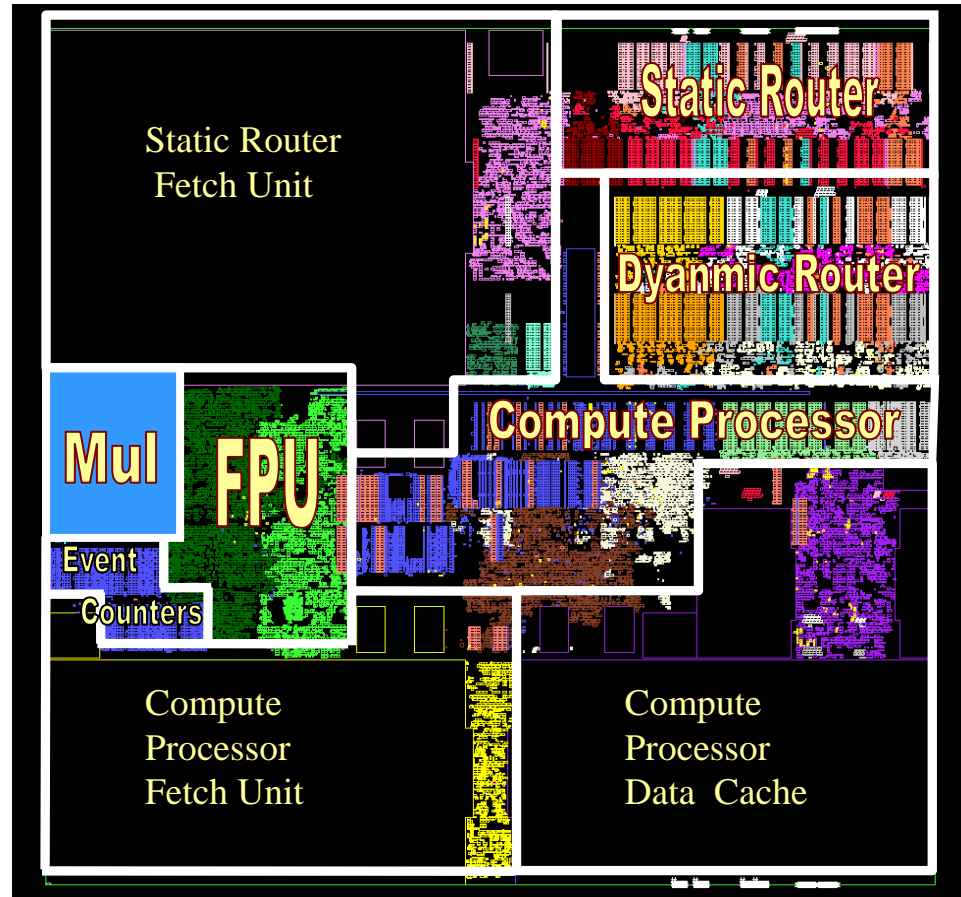 Static Router
Fetch Unit
Static Router
Dyanmic Router
Mul
FPU
Compute Processor
Event
Counters
Compute
Processor
Fetch Unit
Compute
Processor
Data Cache